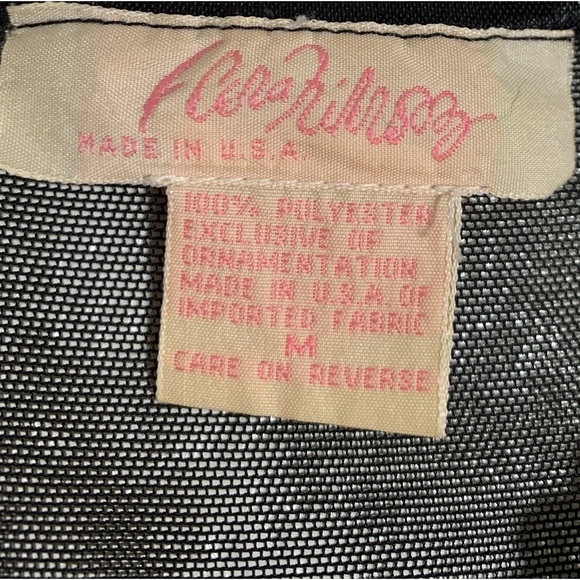 Flora Nikrooz
MADE IN U.S.A.
100% POLYESTER
EXCLUSIVE OF
ORNAMENTATION
MADE IN U.S.A. OF
IMPORTED FABRIC
M
CARE ON REVERSE